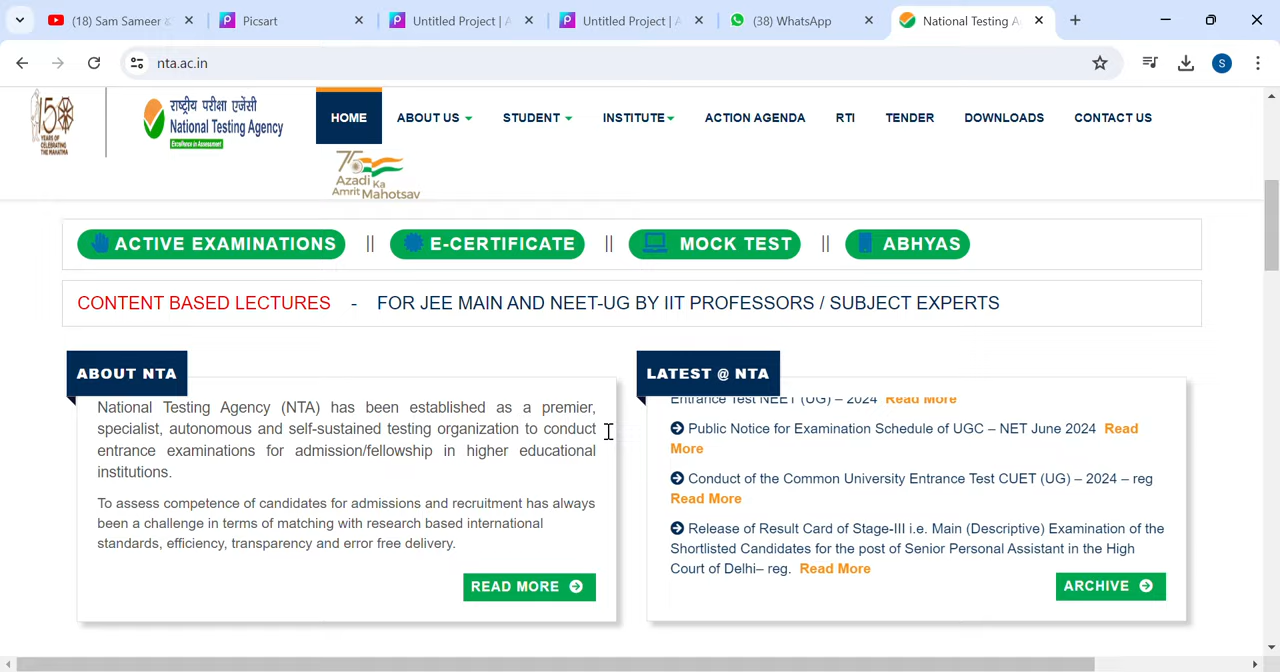 (18) Sam Sameer &
Picsart
Untitled Project | A
Untitled Project | A
(38) WhatsApp
National Testing A
nta.ac.in
S
150
YEARS OF
CELEBRATING
THE MAHATMA
राष्ट्रीय परीक्षा एजेंसी
National Testing Agency
Excellence in Assessment
HOME
ABOUT US
STUDENT
INSTITUTE
ACTION AGENDA
RTI
TENDER
DOWNLOADS
CONTACT US
75
Azadi Ka
Amrit Mahotsav
ACTIVE EXAMINATIONS || E-CERTIFICATE || MOCK TEST || ABHYAS
CONTENT BASED LECTURES - FOR JEE MAIN AND NEET-UG BY IIT PROFESSORS / SUBJECT EXPERTS
ABOUT NTA
National Testing Agency (NTA) has been established as a premier,
specialist, autonomous and self-sustained testing organization to conduct
entrance examinations for admission/fellowship in higher educational
institutions.
To assess competence of candidates for admissions and recruitment has always
been a challenge in terms of matching with research based international
standards, efficiency, transparency and error free delivery.
READ MORE
LATEST @ NTA
Entrance Test NEET (UG) – 2024 Read More
Public Notice for Examination Schedule of UGC – NET June 2024 Read
More
Conduct of the Common University Entrance Test CUET (UG) – 2024 – reg
Read More
Release of Result Card of Stage-III i.e. Main (Descriptive) Examination of the
Shortlisted Candidates for the post of Senior Personal Assistant in the High
Court of Delhi– reg. Read More
ARCHIVE